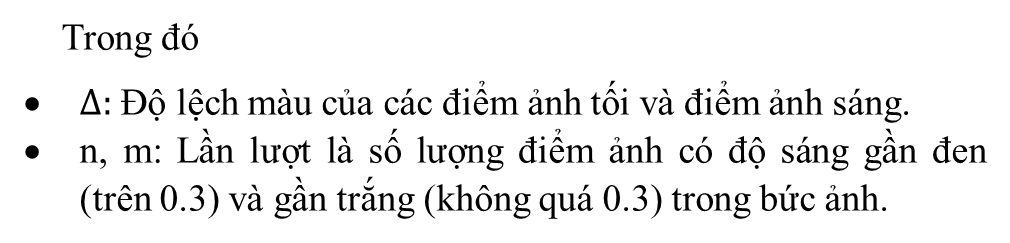 Trong đó
• Δ: Độ lệch màu của các điểm ảnh tối và điểm ảnh sáng.
• n, m: Lần lượt là số lượng điểm ảnh có độ sáng gần đen
(trên 0.3) và gần trắng (không quá 0.3) trong bức ảnh.